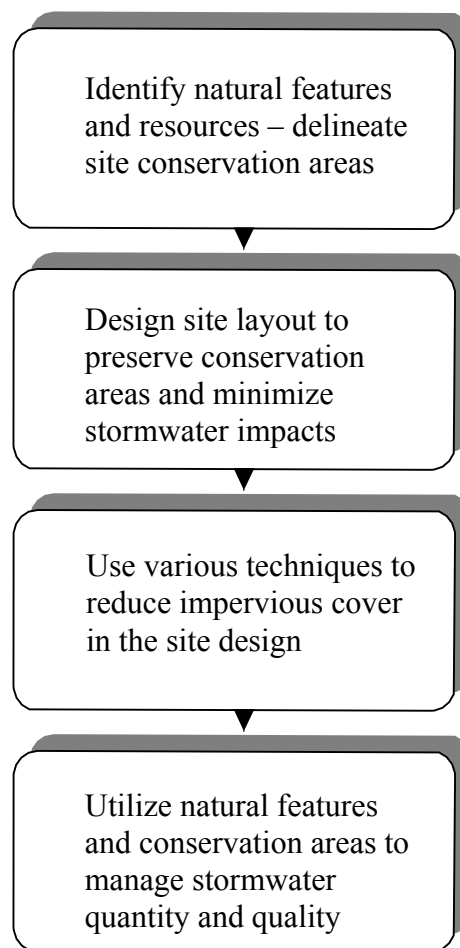 Identify natural features
and resources – delineate
site conservation areas
Design site layout to
preserve conservation
areas and minimize
stormwater impacts
Use various techniques to
reduce impervious cover
in the site design
Utilize natural features
and conservation areas to
manage stormwater
quantity and quality